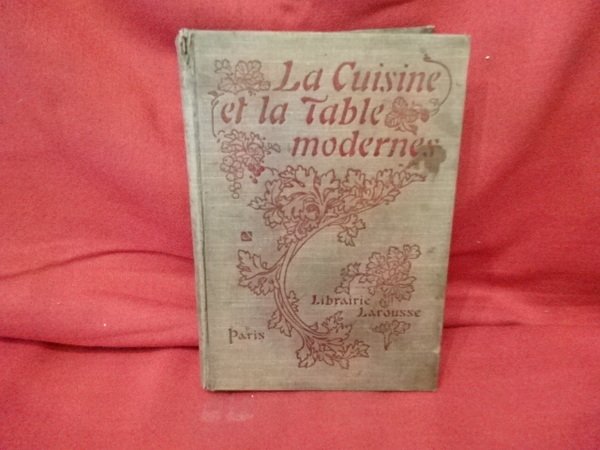 La Cuisine
et la Table
modernes
Librairie
Larousse
Paris